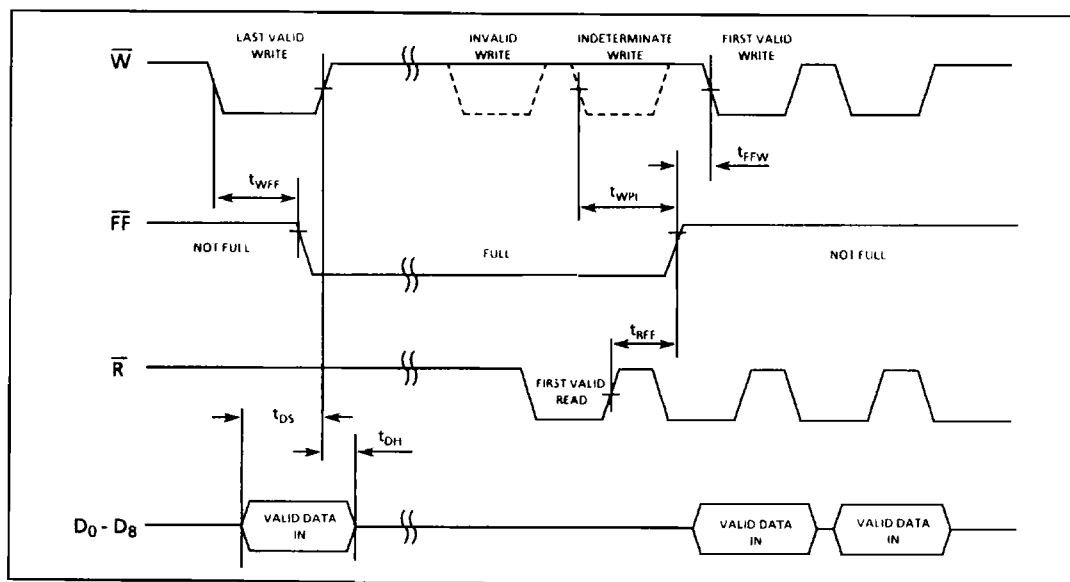 LAST VALID
WRITE
INVALID
WRITE
INDETERMINATE
WRITE
FIRST VALID
WRITE
W̅
tFFW
tWFF
tWPI
F̅F̅
NOT FULL
FULL
NOT FULL
tRFF
R̅
FIRST VALID
READ
tDS
tDH
D0 - D8
VALID DATA
IN
VALID DATA
IN
VALID DATA
IN